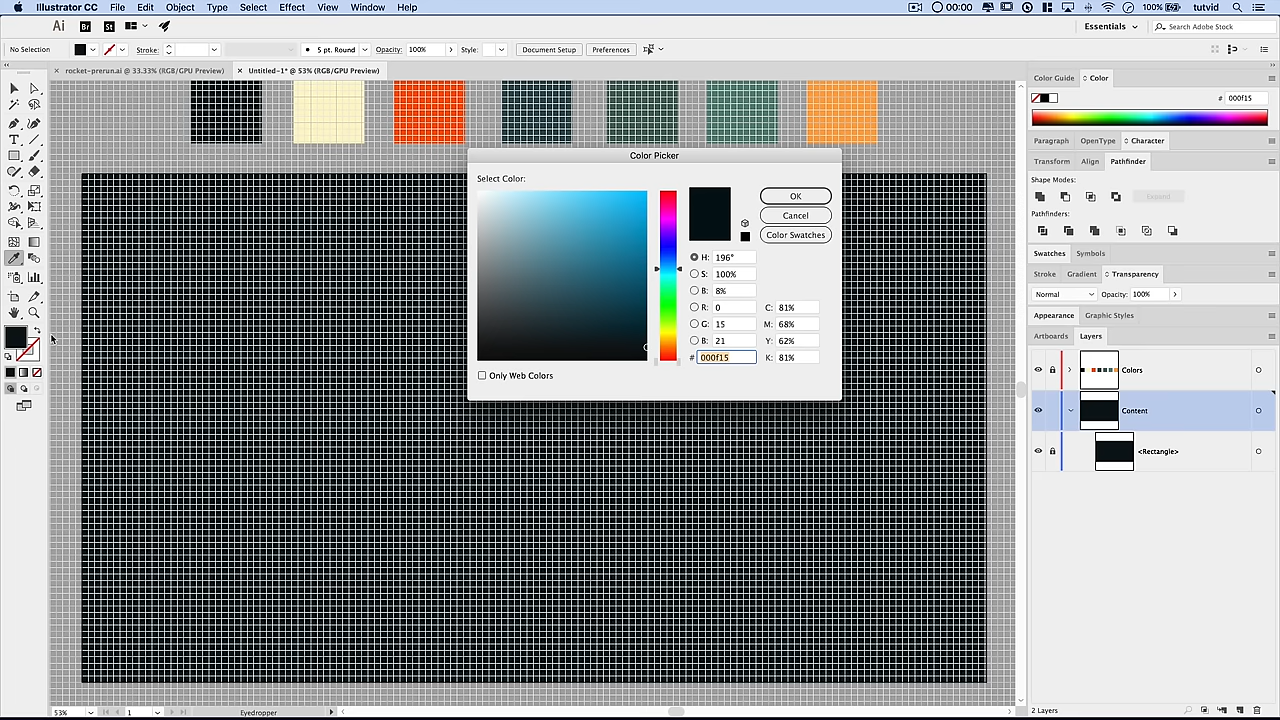 Illustrator CC File Edit Object Type Select Effect View Window Help 00:00 100% tutvid
Ai Br St Essentials Search Adobe Stock
No Selection Stroke: 5 pt. Round Opacity: 100% Style: Document Setup Preferences
× rocket-prerun.ai @ 33.33% (RGB/GPU Preview) × Untitled-1* @ 53% (RGB/GPU Preview)
Color Guide Color
# 000f15
Paragraph OpenType Character
Transform Align Pathfinder
Shape Modes:
Expand
Pathfinders:
Swatches Symbols
Stroke Gradient Transparency
Normal Opacity: 100%
Appearance Graphic Styles
Artboards Layers
Colors
Content
<Rectangle>
2 Layers
Color Picker
Select Color:
OK
Cancel
Color Swatches
H: 196°
S: 100%
B: 8%
R: 0 C: 81%
G: 15 M: 68%
B: 21 Y: 62%
# 000f15 K: 81%
Only Web Colors
53% 1 Eyedropper